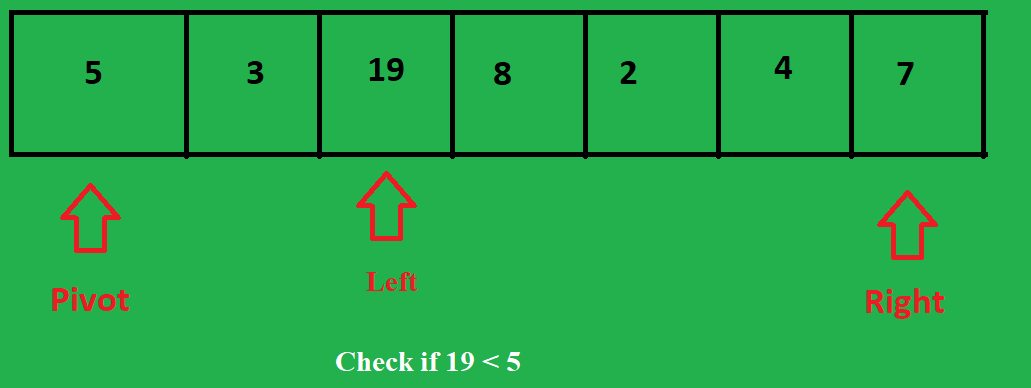 5 3 19 8 2 4 7
Left
Pivot Right
Check if 19 < 5